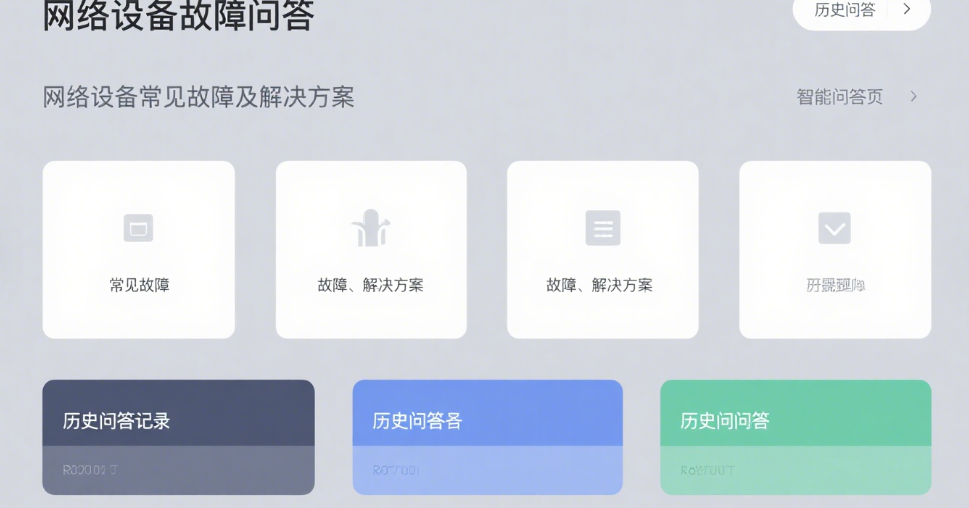 网络设备故障问答
历史问答
网络设备常见故障及解决方案
智能问答页
常见故障
故障、解决方案
故障、解决方案
历史问答记录
历史问答各
历史问问答